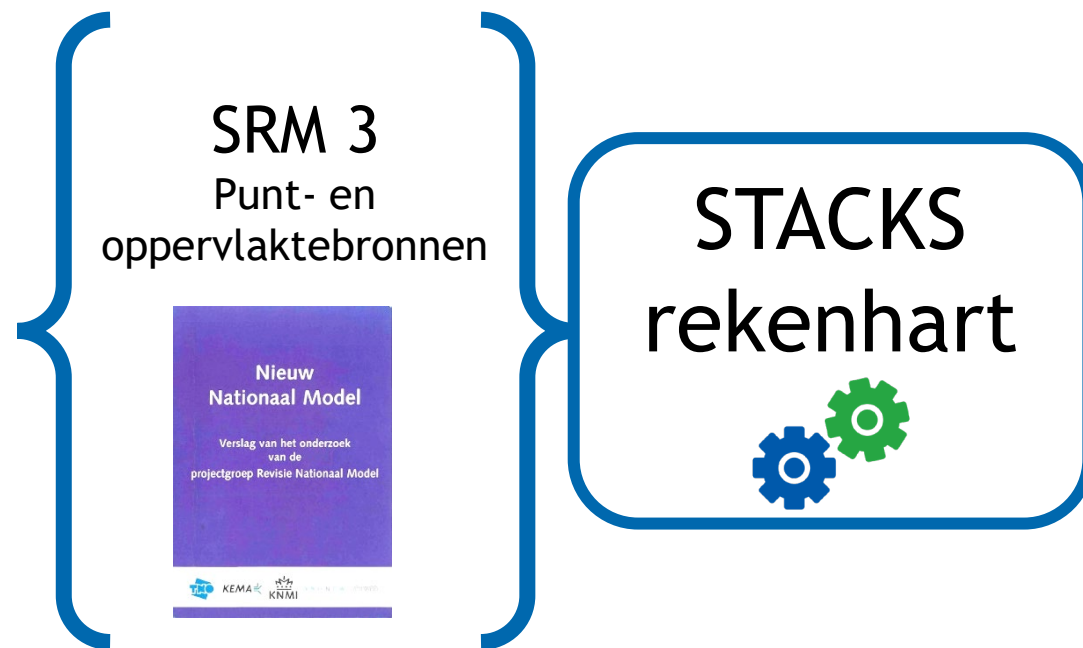 SRM 3
Punt- en
oppervlaktebronnen
Nieuw
Nationaal Model
Verslag van het onderzoek
van de
projectgroep Revisie Nationaal Model
TNO KEMA KNMI
STACKS
rekenhart